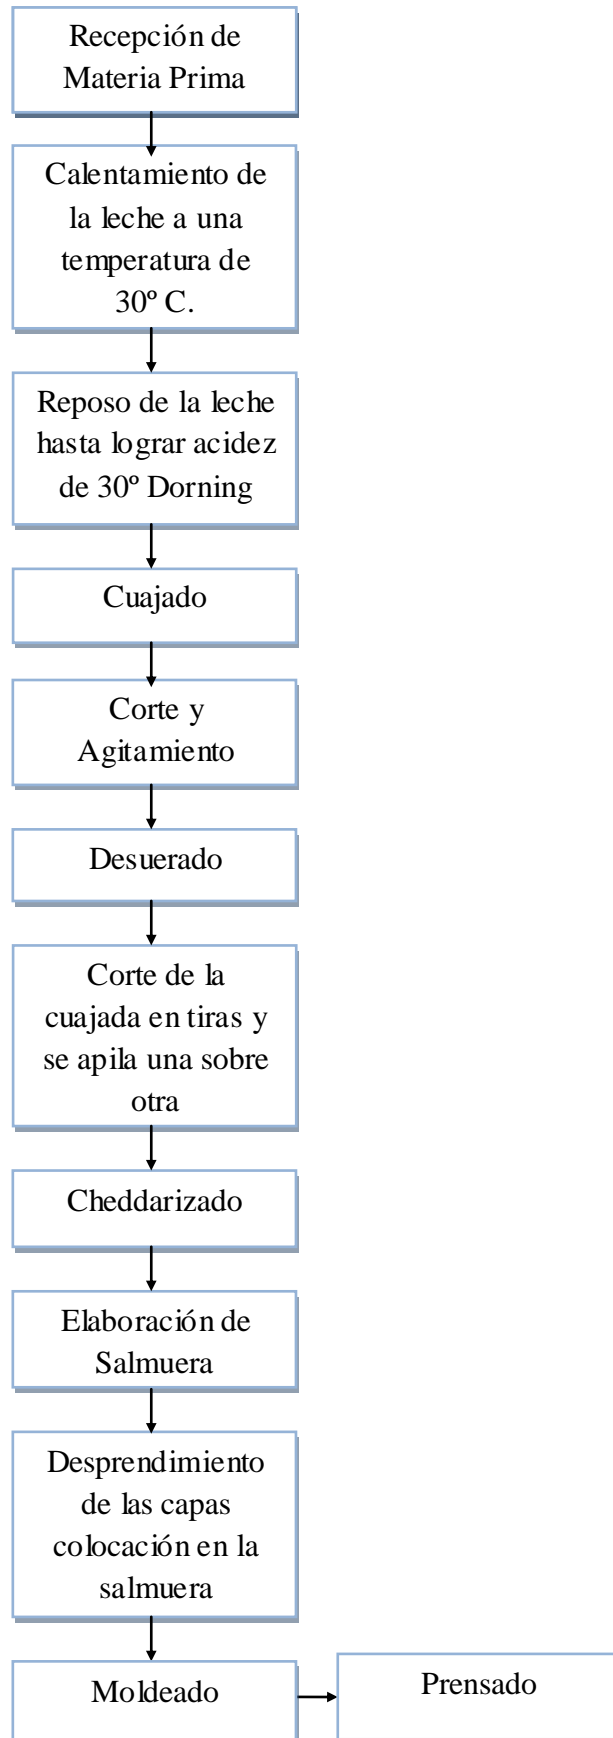 Recepción de
Materia Prima
Calentamiento de
la leche a una
temperatura de
30º C.
Reposo de la leche
hasta lograr acidez
de 30º Dorning
Cuajado
Corte y
Agitamiento
Desuerado
Corte de la
cuajada en tiras y
se apila una sobre
otra
Cheddarizado
Elaboración de
Salmuera
Desprendimiento
de las capas
colocación en la
salmuera
Moldeado
Prensado